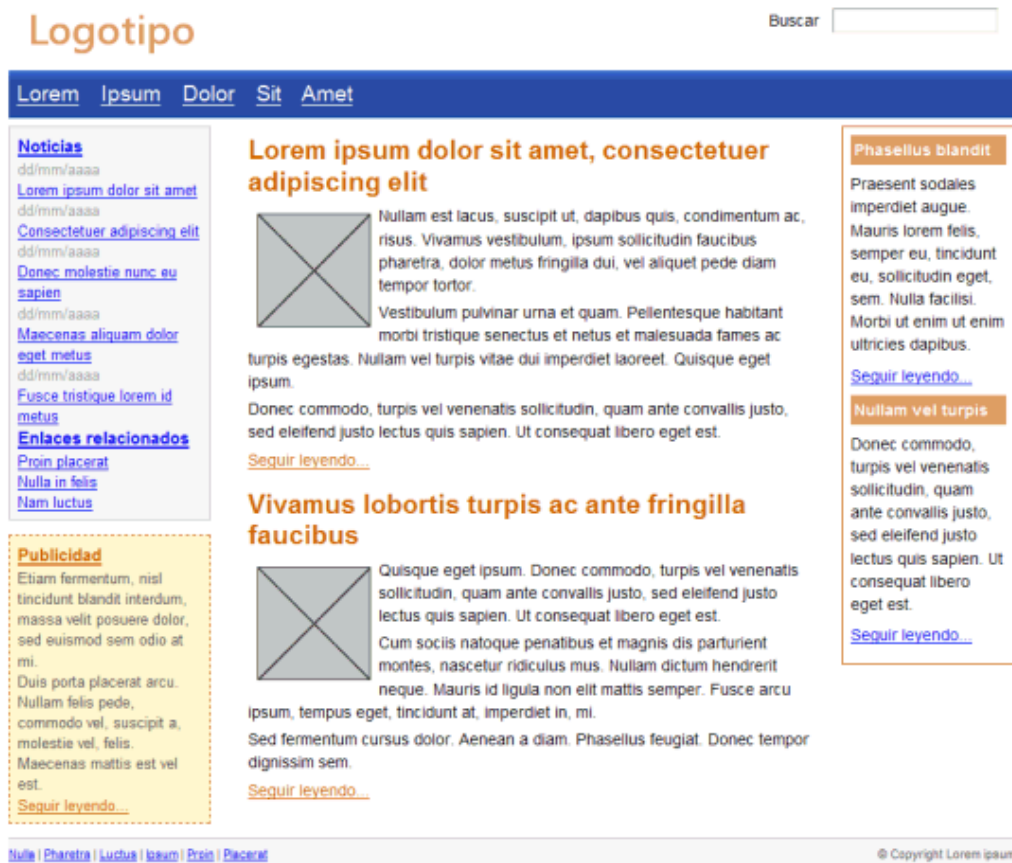 Logotipo
Buscar
Lorem Ipsum Dolor Sit Amet
Noticias
dd/mm/aaaa
Lorem ipsum dolor sit amet
dd/mm/aaaa
Consectetuer adipiscing elit
dd/mm/aaaa
Donec molestie nunc eu
sapien
dd/mm/aaaa
Maecenas aliquam dolor
eget metus
dd/mm/aaaa
Fusce tristique lorem id
metus
Enlaces relacionados
Proin placerat
Nulla in felis
Nam luctus
Publicidad
Etiam fermentum, nisl
tincidunt blandit interdum,
massa velit posuere dolor,
sed euismod sem odio at
mi.
Duis porta placerat arcu.
Nullam felis pede,
commodo vel, suscipit a,
molestie vel, felis.
Maecenas mattis est vel
est.
Seguir leyendo...
Lorem ipsum dolor sit amet, consectetuer
adipiscing elit
Nullam est lacus, suscipit ut, dapibus quis, condimentum ac,
risus. Vivamus vestibulum, ipsum sollicitudin faucibus
pharetra, dolor metus fringilla dui, vel aliquet pede diam
tempor tortor.
Vestibulum pulvinar urna et quam. Pellentesque habitant
morbi tristique senectus et netus et malesuada fames ac
turpis egestas. Nullam vel turpis vitae dui imperdiet laoreet. Quisque eget
ipsum.
Donec commodo, turpis vel venenatis sollicitudin, quam ante convallis justo,
sed eleifend justo lectus quis sapien. Ut consequat libero eget est.
Seguir leyendo...
Vivamus lobortis turpis ac ante fringilla
faucibus
Quisque eget ipsum. Donec commodo, turpis vel venenatis
sollicitudin, quam ante convallis justo, sed eleifend justo
lectus quis sapien. Ut consequat libero eget est.
Cum sociis natoque penatibus et magnis dis parturient
montes, nascetur ridiculus mus. Nullam dictum hendrerit
neque. Mauris id ligula non elit mattis semper. Fusce arcu
ipsum, tempus eget, tincidunt at, imperdiet in, mi.
Sed fermentum cursus dolor. Aenean a diam. Phasellus feugiat. Donec tempor
dignissim sem.
Seguir leyendo...
Phasellus blandit
Praesent sodales
imperdiet augue.
Mauris lorem felis,
semper eu, tincidunt
eu, sollicitudin eget,
sem. Nulla facilisi.
Morbi ut enim ut enim
ultricies dapibus.
Seguir leyendo...
Nullam vel turpis
Donec commodo,
turpis vel venenatis
sollicitudin, quam
ante convallis justo,
sed eleifend justo
lectus quis sapien. Ut
consequat libero
eget est.
Seguir leyendo...
Nulla | Pharetra | Luctus | Ipsum | Proin | Placerat
© Copyright Lorem ipsum